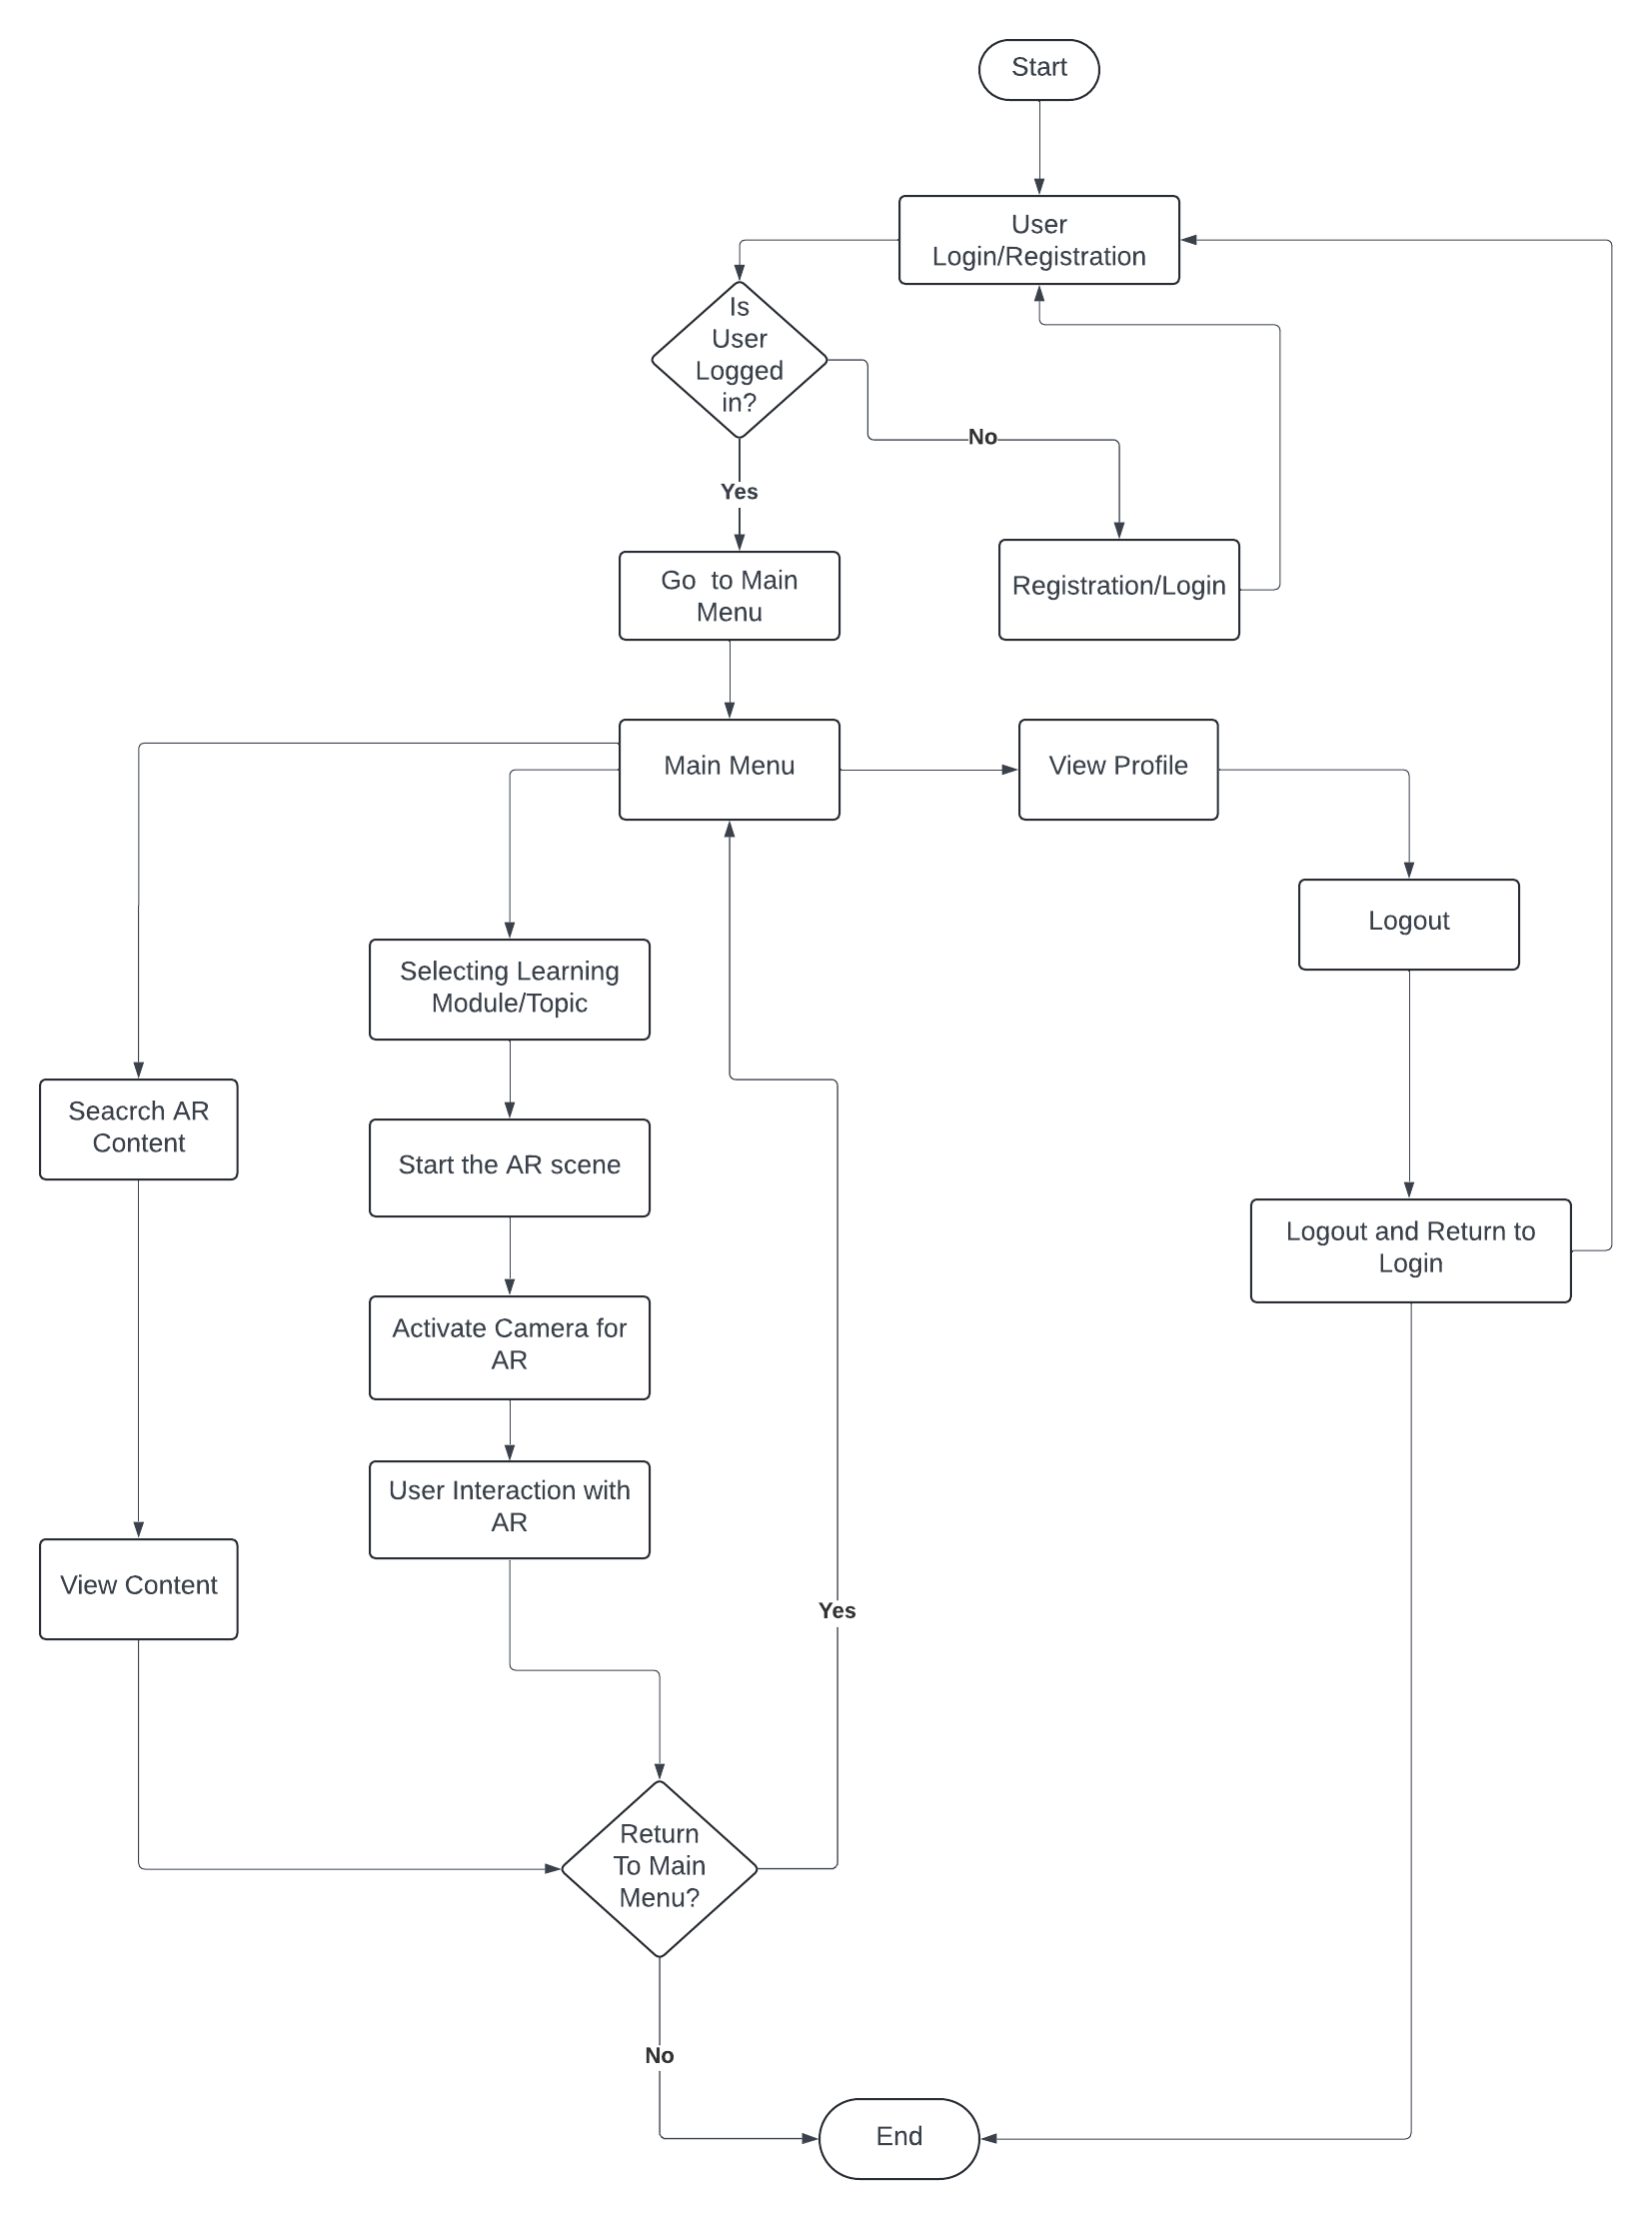 Start
User
Login/Registration
Is
User
Logged
in?
No
Yes
Go  to Main
Menu
Registration/Login
Main Menu
View Profile
Logout
Selecting Learning
Module/Topic
Seacrch AR
Content
Start the AR scene
Logout and Return to
Login
Activate Camera for
AR
User Interaction with
AR
View Content
Yes
Return
To Main
Menu?
No
End